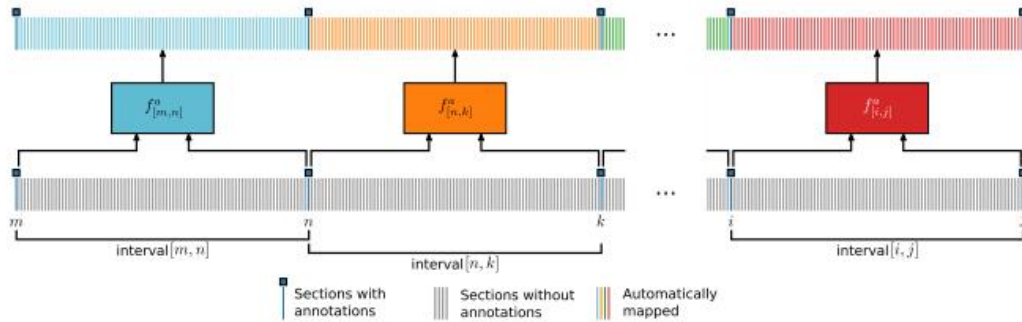 ...
f^a_[m,n]
f^a_[n,k]
f^a_[i,j]
...
m n k i j
interval[m, n]
interval[n, k]
interval[i, j]
Sections with
annotations
Sections without
annotations
Automatically
mapped